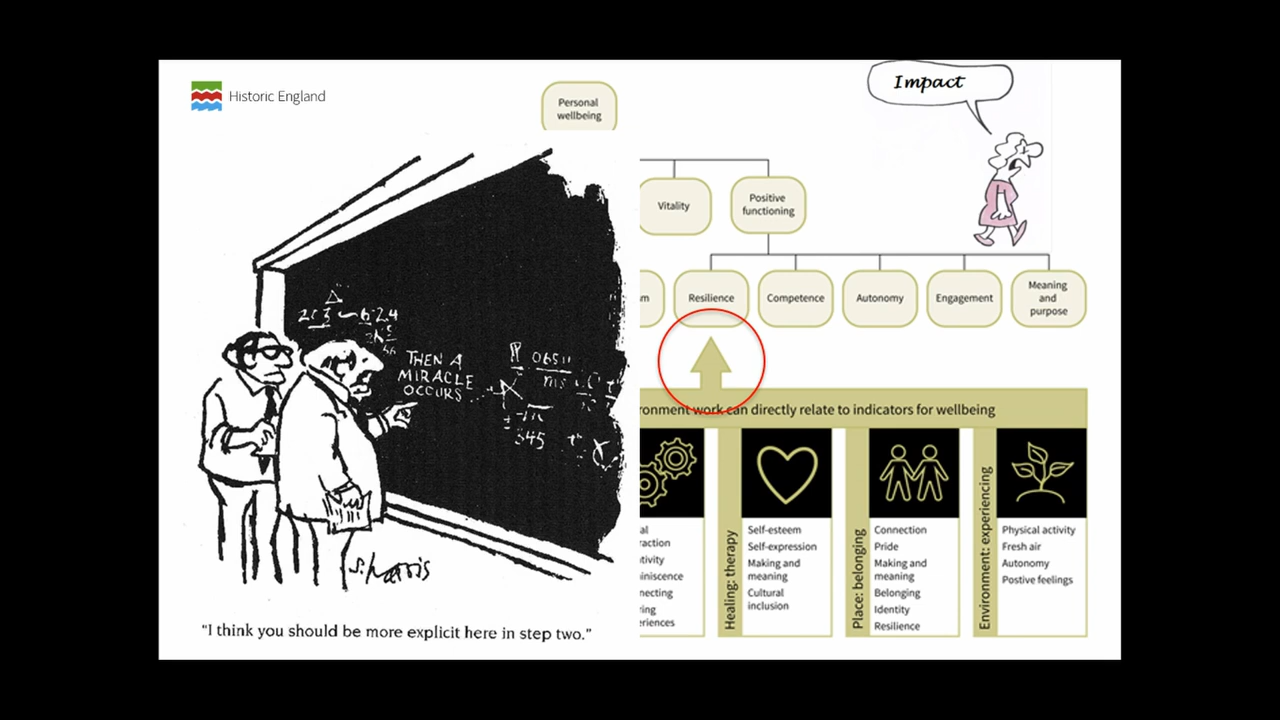 Historic England
Personal
wellbeing
Impact
Vitality
Positive
functioning
Resilience
Competence
Autonomy
Engagement
Meaning
and
purpose
THEN A
MIRACLE
OCCURS
S. Harris
"I think you should be more explicit here in step two."
work can directly relate to indicators for wellbeing
Healing: therapy
Self-esteem
Self-expression
Making and
meaning
Cultural
inclusion
Place: belonging
Connection
Pride
Making and
meaning
Belonging
Identity
Resilience
Environment: experiencing
Physical activity
Fresh air
Autonomy
Postive feelings